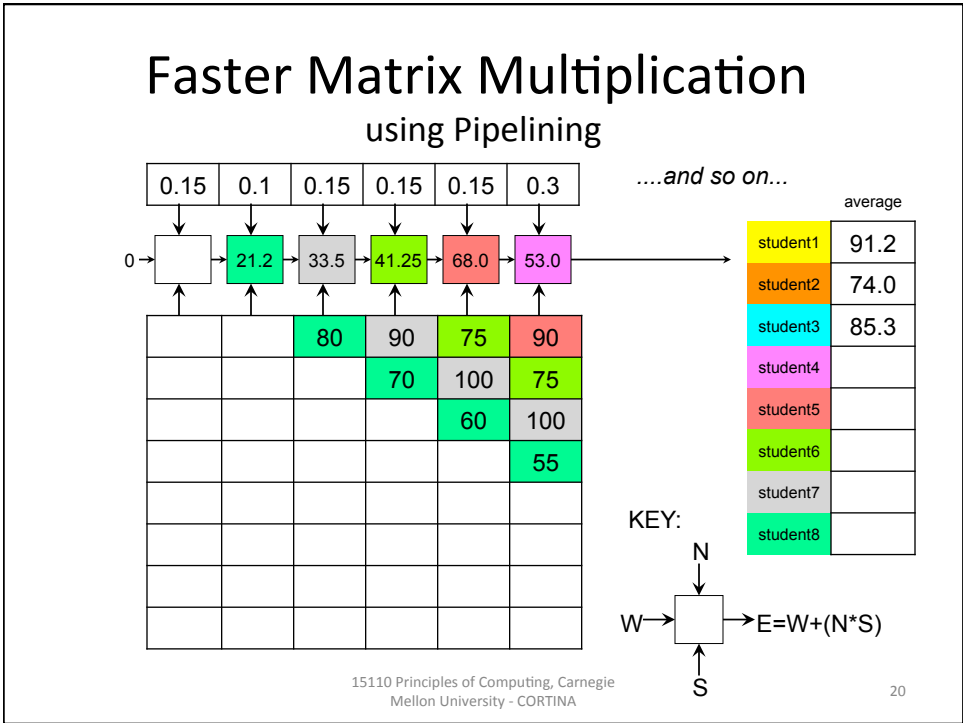 Faster Matrix Multiplication
using Pipelining
0.15 0.1 0.15 0.15 0.15 0.3
....and so on...
average
0 21.2 33.5 41.25 68.0 53.0
student1 91.2
student2 74.0
student3 85.3
student4
student5
student6
student7
student8
80 90 75 90
70 100 75
60 100
55
KEY:
N
W E=W+(N*S)
S
15110 Principles of Computing, Carnegie
Mellon University - CORTINA
20